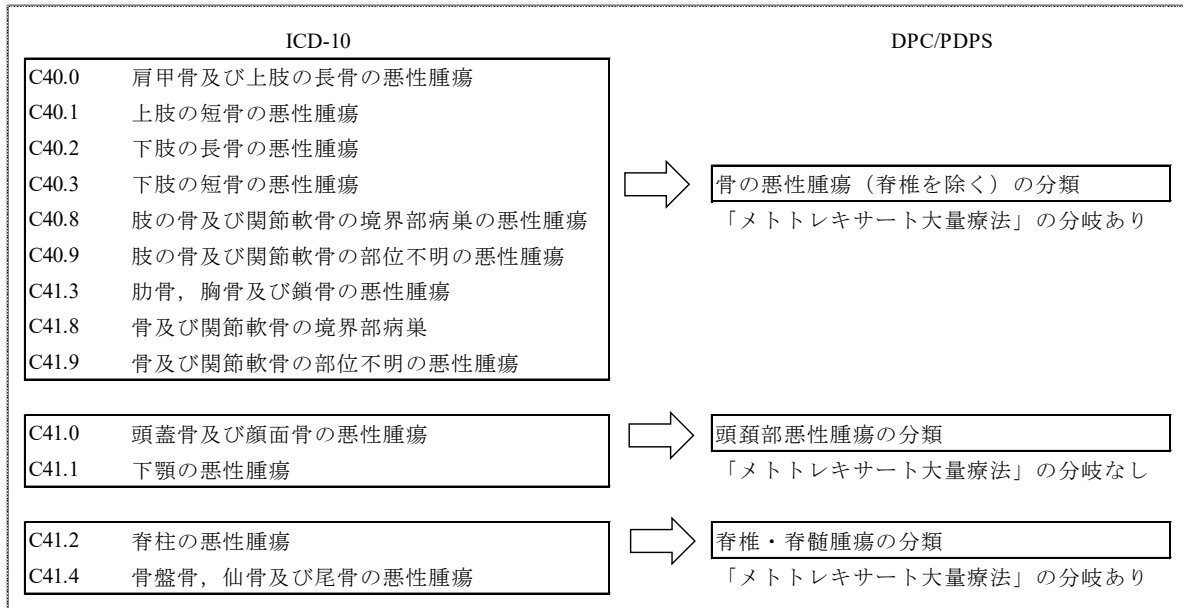 ICD-10 DPC/PDPS
C40.0 肩甲骨及び上肢の長骨の悪性腫瘍
C40.1 上肢の短骨の悪性腫瘍
C40.2 下肢の長骨の悪性腫瘍
C40.3 下肢の短骨の悪性腫瘍
C40.8 肢の骨及び関節軟骨の境界部病巣の悪性腫瘍
C40.9 肢の骨及び関節軟骨の部位不明の悪性腫瘍
C41.3 肋骨，胸骨及び鎖骨の悪性腫瘍
C41.8 骨及び関節軟骨の境界部病巣
C41.9 骨及び関節軟骨の部位不明の悪性腫瘍
骨の悪性腫瘍（脊椎を除く）の分類
「メトトレキサート大量療法」の分岐あり
C41.0 頭蓋骨及び顔面骨の悪性腫瘍
C41.1 下顎の悪性腫瘍
頭頚部悪性腫瘍の分類
「メトトレキサート大量療法」の分岐なし
C41.2 脊柱の悪性腫瘍
C41.4 骨盤骨，仙骨及び尾骨の悪性腫瘍
脊椎・脊髄腫瘍の分類
「メトトレキサート大量療法」の分岐あり